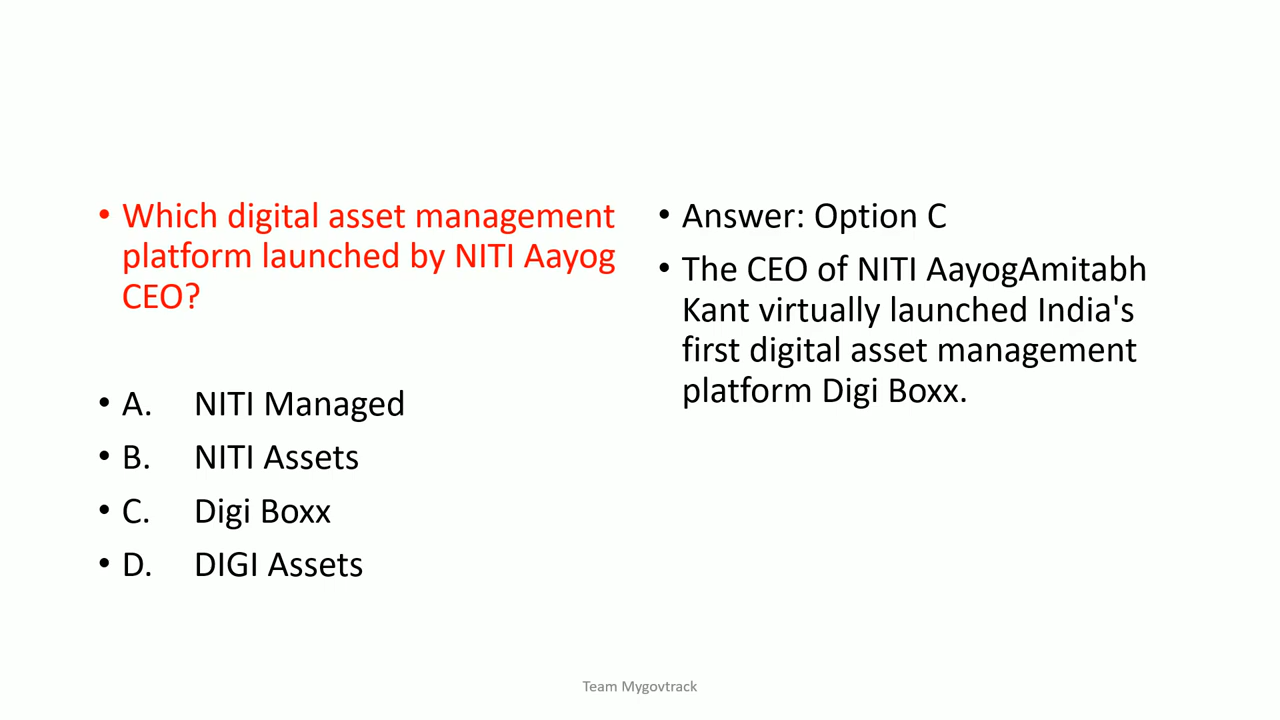 • Which digital asset management
platform launched by NITI Aayog
CEO?
• A. NITI Managed
• B. NITI Assets
• C. Digi Boxx
• D. DIGI Assets
• Answer: Option C
• The CEO of NITI AayogAmitabh
Kant virtually launched India's
first digital asset management
platform Digi Boxx.
Team Mygovtrack